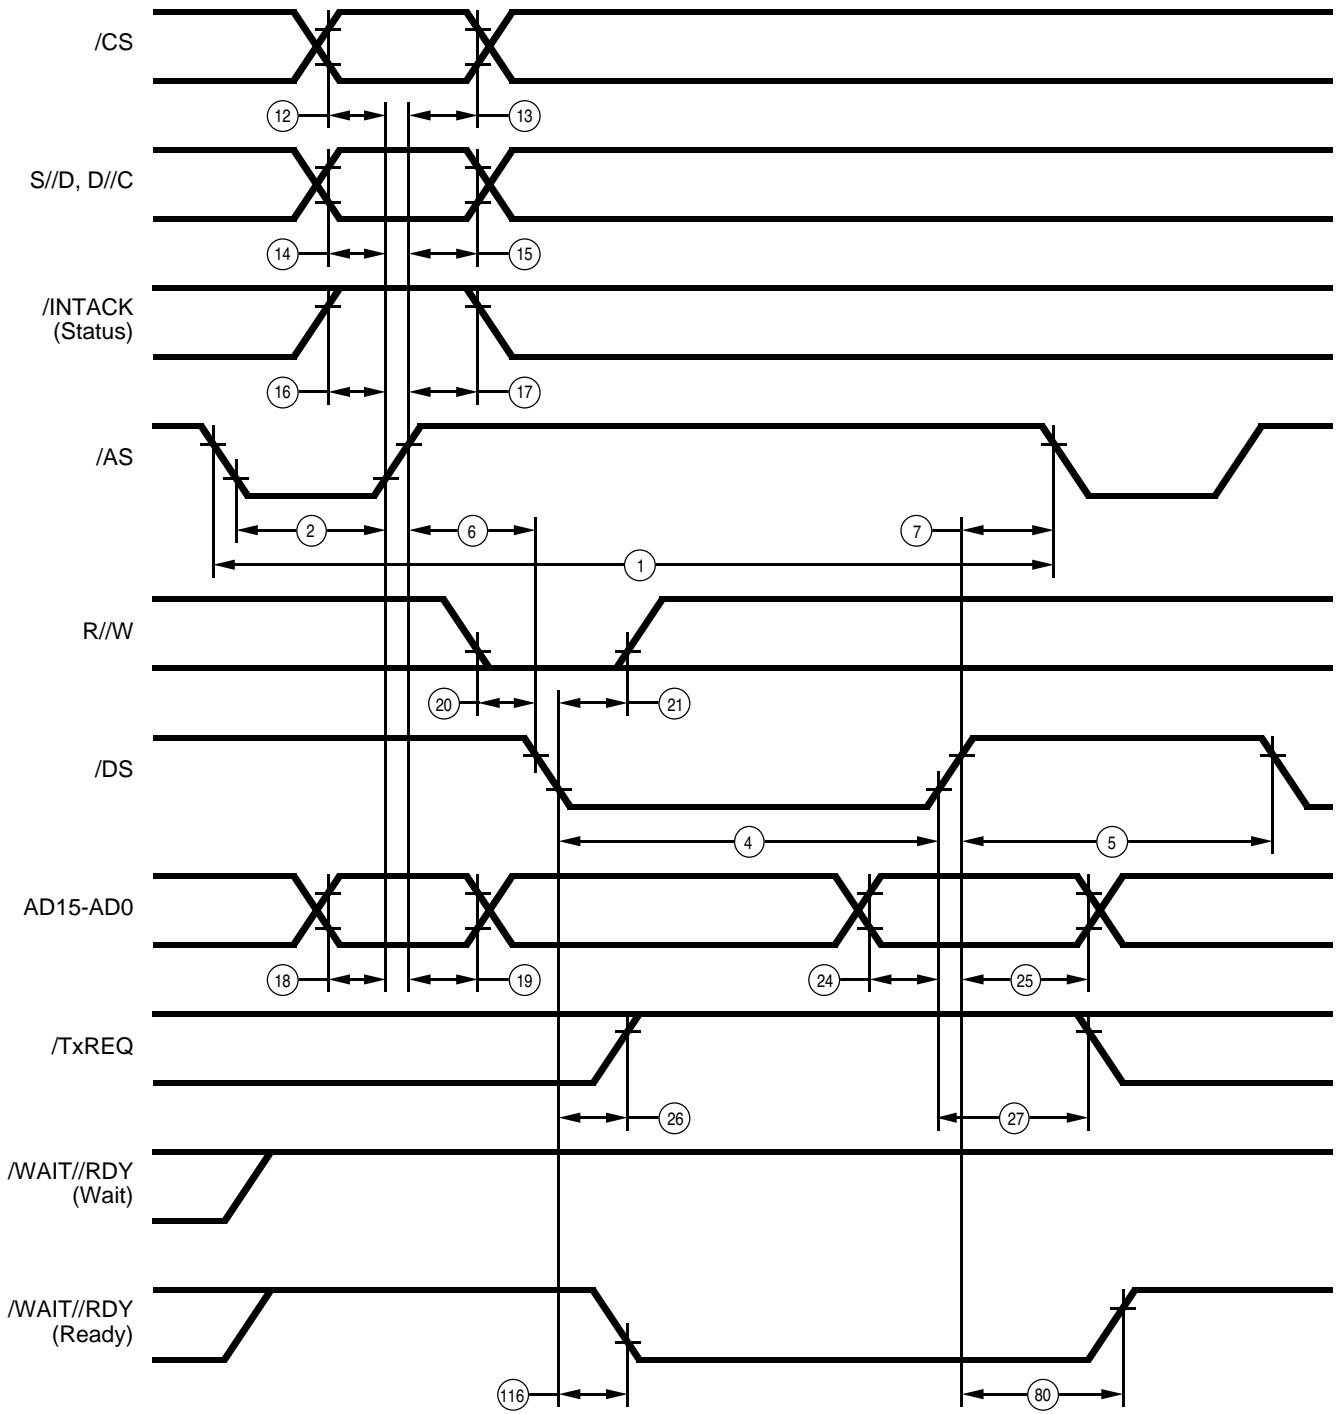 /CS
12
13
S//D, D//C
14
15
/INTACK
(Status)
16
17
/AS
2
6
7
1
R//W
20
21
/DS
4
5
AD15-AD0
18
19
24
25
/TxREQ
26
27
/WAIT//RDY
(Wait)
/WAIT//RDY
(Ready)
116
80